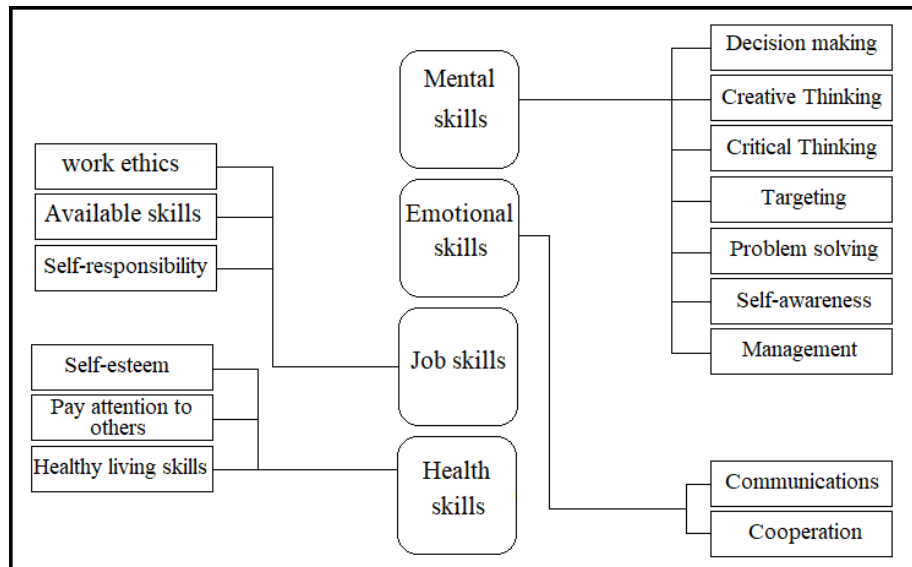 Mental
skills
Decision making
Creative Thinking
Critical Thinking
Targeting
Problem solving
Self-awareness
Management
Emotional
skills
Communications
Cooperation
Job skills
work ethics
Available skills
Self-responsibility
Health
skills
Self-esteem
Pay attention to
others
Healthy living skills